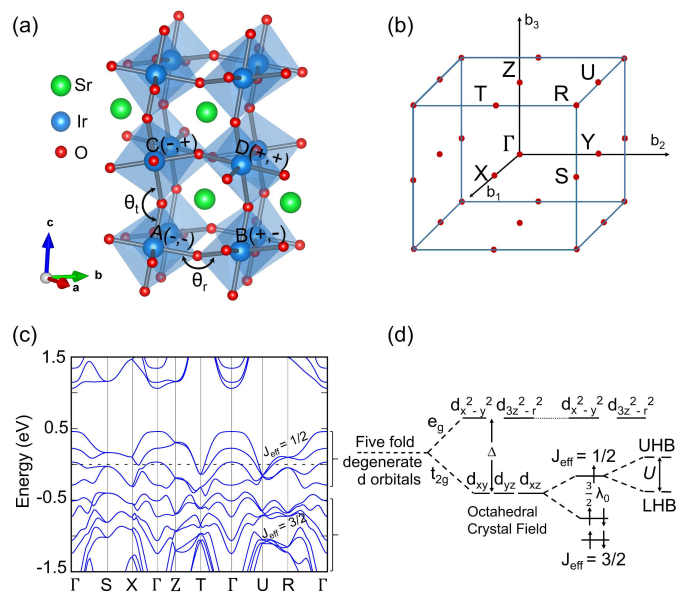 (a)
Sr
Ir
O
C(-,+)
D(+,+)
θt
A(-,-)
B(+,-)
θr
c
b
a
(b)
b3
Z
U
T
R
Γ
Y
b2
X
S
b1
(c)
1.5
0.5
0
-0.5
-1.5
Energy (eV)
Jeff = 1/2
Jeff = 3/2
Γ S X Γ Z T Γ U R Γ
(d)
dx²-y² d3z²-r² dx²-y² d3z²-r²
eg
Five fold
degenerate
d orbitals
Δ
t2g
dxy dyz dxz
Octahedral
Crystal Field
Jeff = 1/2
3/2 λ0
Jeff = 3/2
UHB
U
LHB